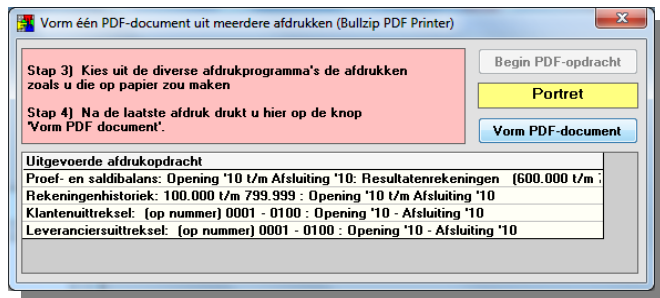 Vorm één PDF-document uit meerdere afdrukken (Bullzip PDF Printer)
Stap 3) Kies uit de diverse afdrukprogramma's de afdrukken
zoals u die op papier zou maken
Stap 4) Na de laatste afdruk drukt u hier op de knop
'Vorm PDF document'.
Begin PDF-opdracht
Portret
Vorm PDF-document
Uitgevoerde afdrukopdracht
Proef- en saldibalans: Opening '10 t/m Afsluiting '10: Resultatenrekeningen (600.000 t/m
Rekeningenhistoriek: 100.000 t/m 799.999 : Opening '10 t/m Afsluiting '10
Klantenuittreksel: (op nummer) 0001 - 0100 : Opening '10 - Afsluiting '10
Leveranciersuittreksel: (op nummer) 0001 - 0100 : Opening '10 - Afsluiting '10